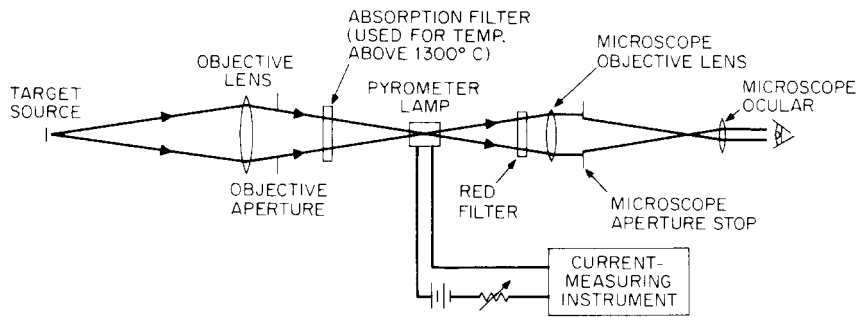 ABSORPTION FILTER
(USED FOR TEMP.
ABOVE 1300° C)
MICROSCOPE
OBJECTIVE LENS
OBJECTIVE
LENS
PYROMETER
LAMP
MICROSCOPE
OCULAR
TARGET
SOURCE
OBJECTIVE
APERTURE
RED
FILTER
MICROSCOPE
APERTURE STOP
CURRENT-
MEASURING
INSTRUMENT